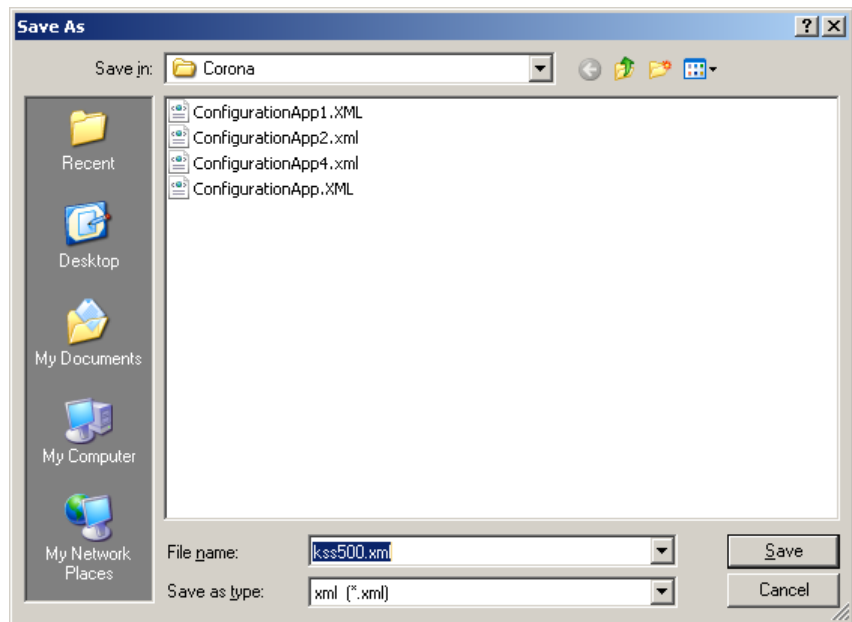 Save As
Save in:
Corona
ConfigurationApp1.XML
ConfigurationApp2.xml
ConfigurationApp4.xml
ConfigurationApp.XML
Recent
Desktop
My Documents
My Computer
My Network
Places
File name:
kss500.xml
Save
Save as type:
xml (*.xml)
Cancel